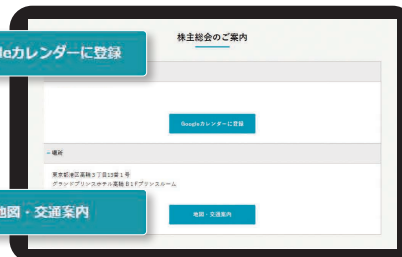 株主総会のご案内
leカレンダーに登録
Googleカレンダーに登録
場所
東京都港区高輪3丁目13番1号
グランドプリンスホテル高輪 B1F プリンスルーム
地図・交通案内
地図・交通案内